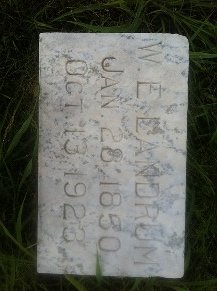 W. E. LANDRUM
JAN. 28 1850
OCT. 13 1923